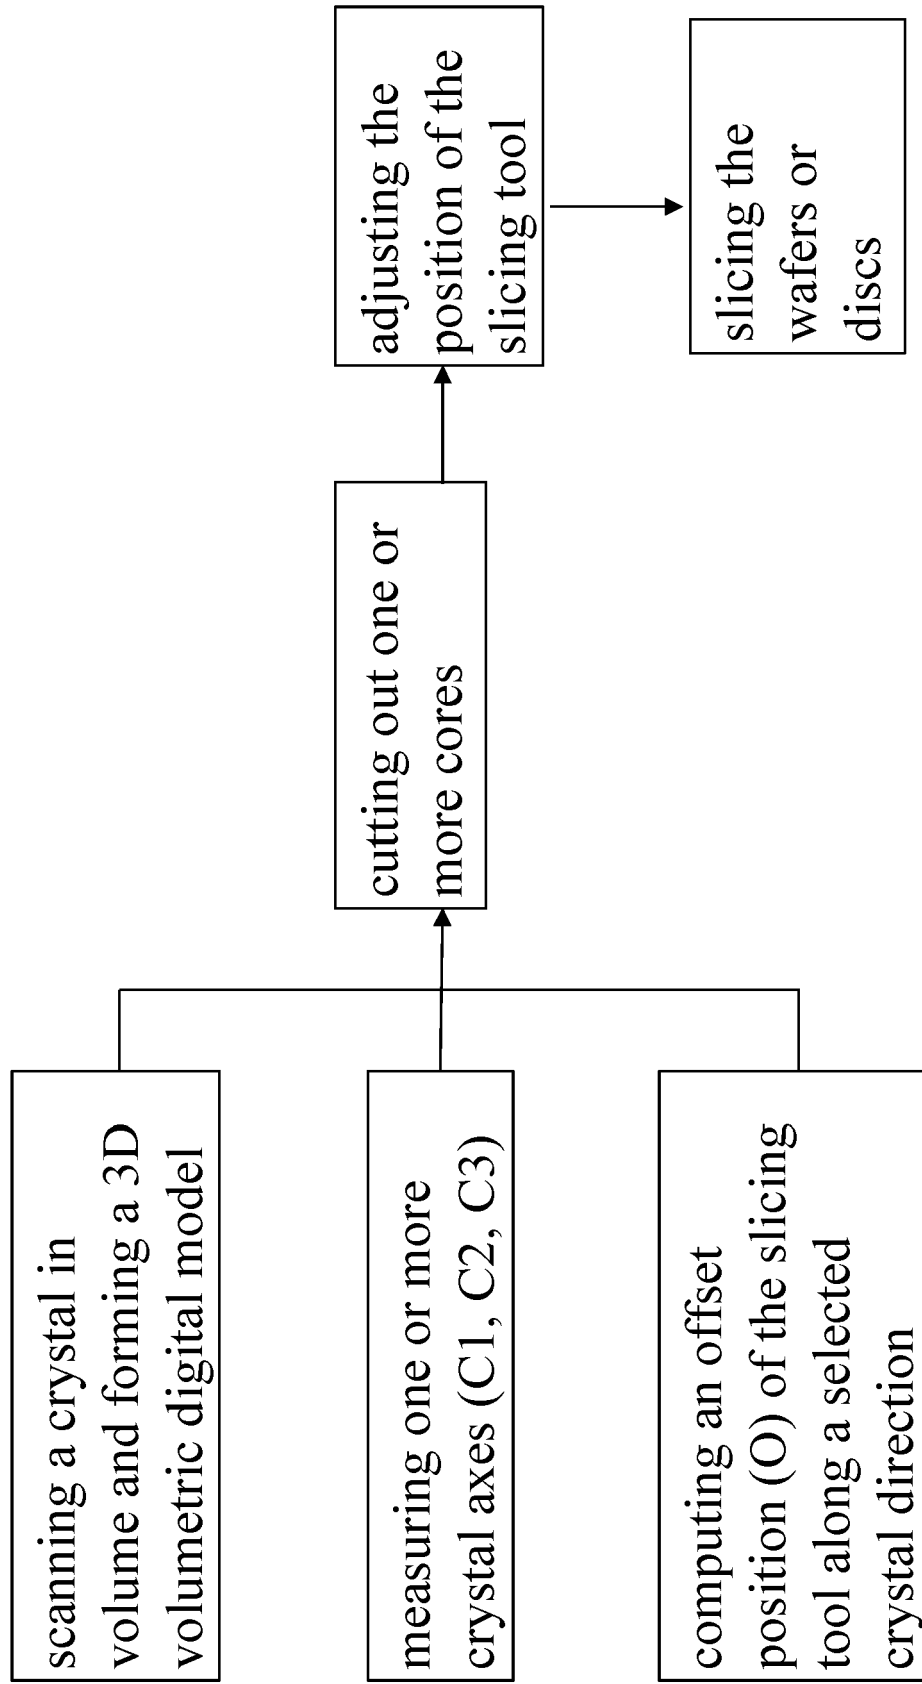 scanning a crystal in
volume and forming a 3D
volumetric digital model
measuring one or more
crystal axes (C1, C2, C3)
computing an offset
position (O) of the slicing
tool along a selected
crystal direction
cutting out one or
more cores
adjusting the
position of the
slicing tool
slicing the
wafers or
discs